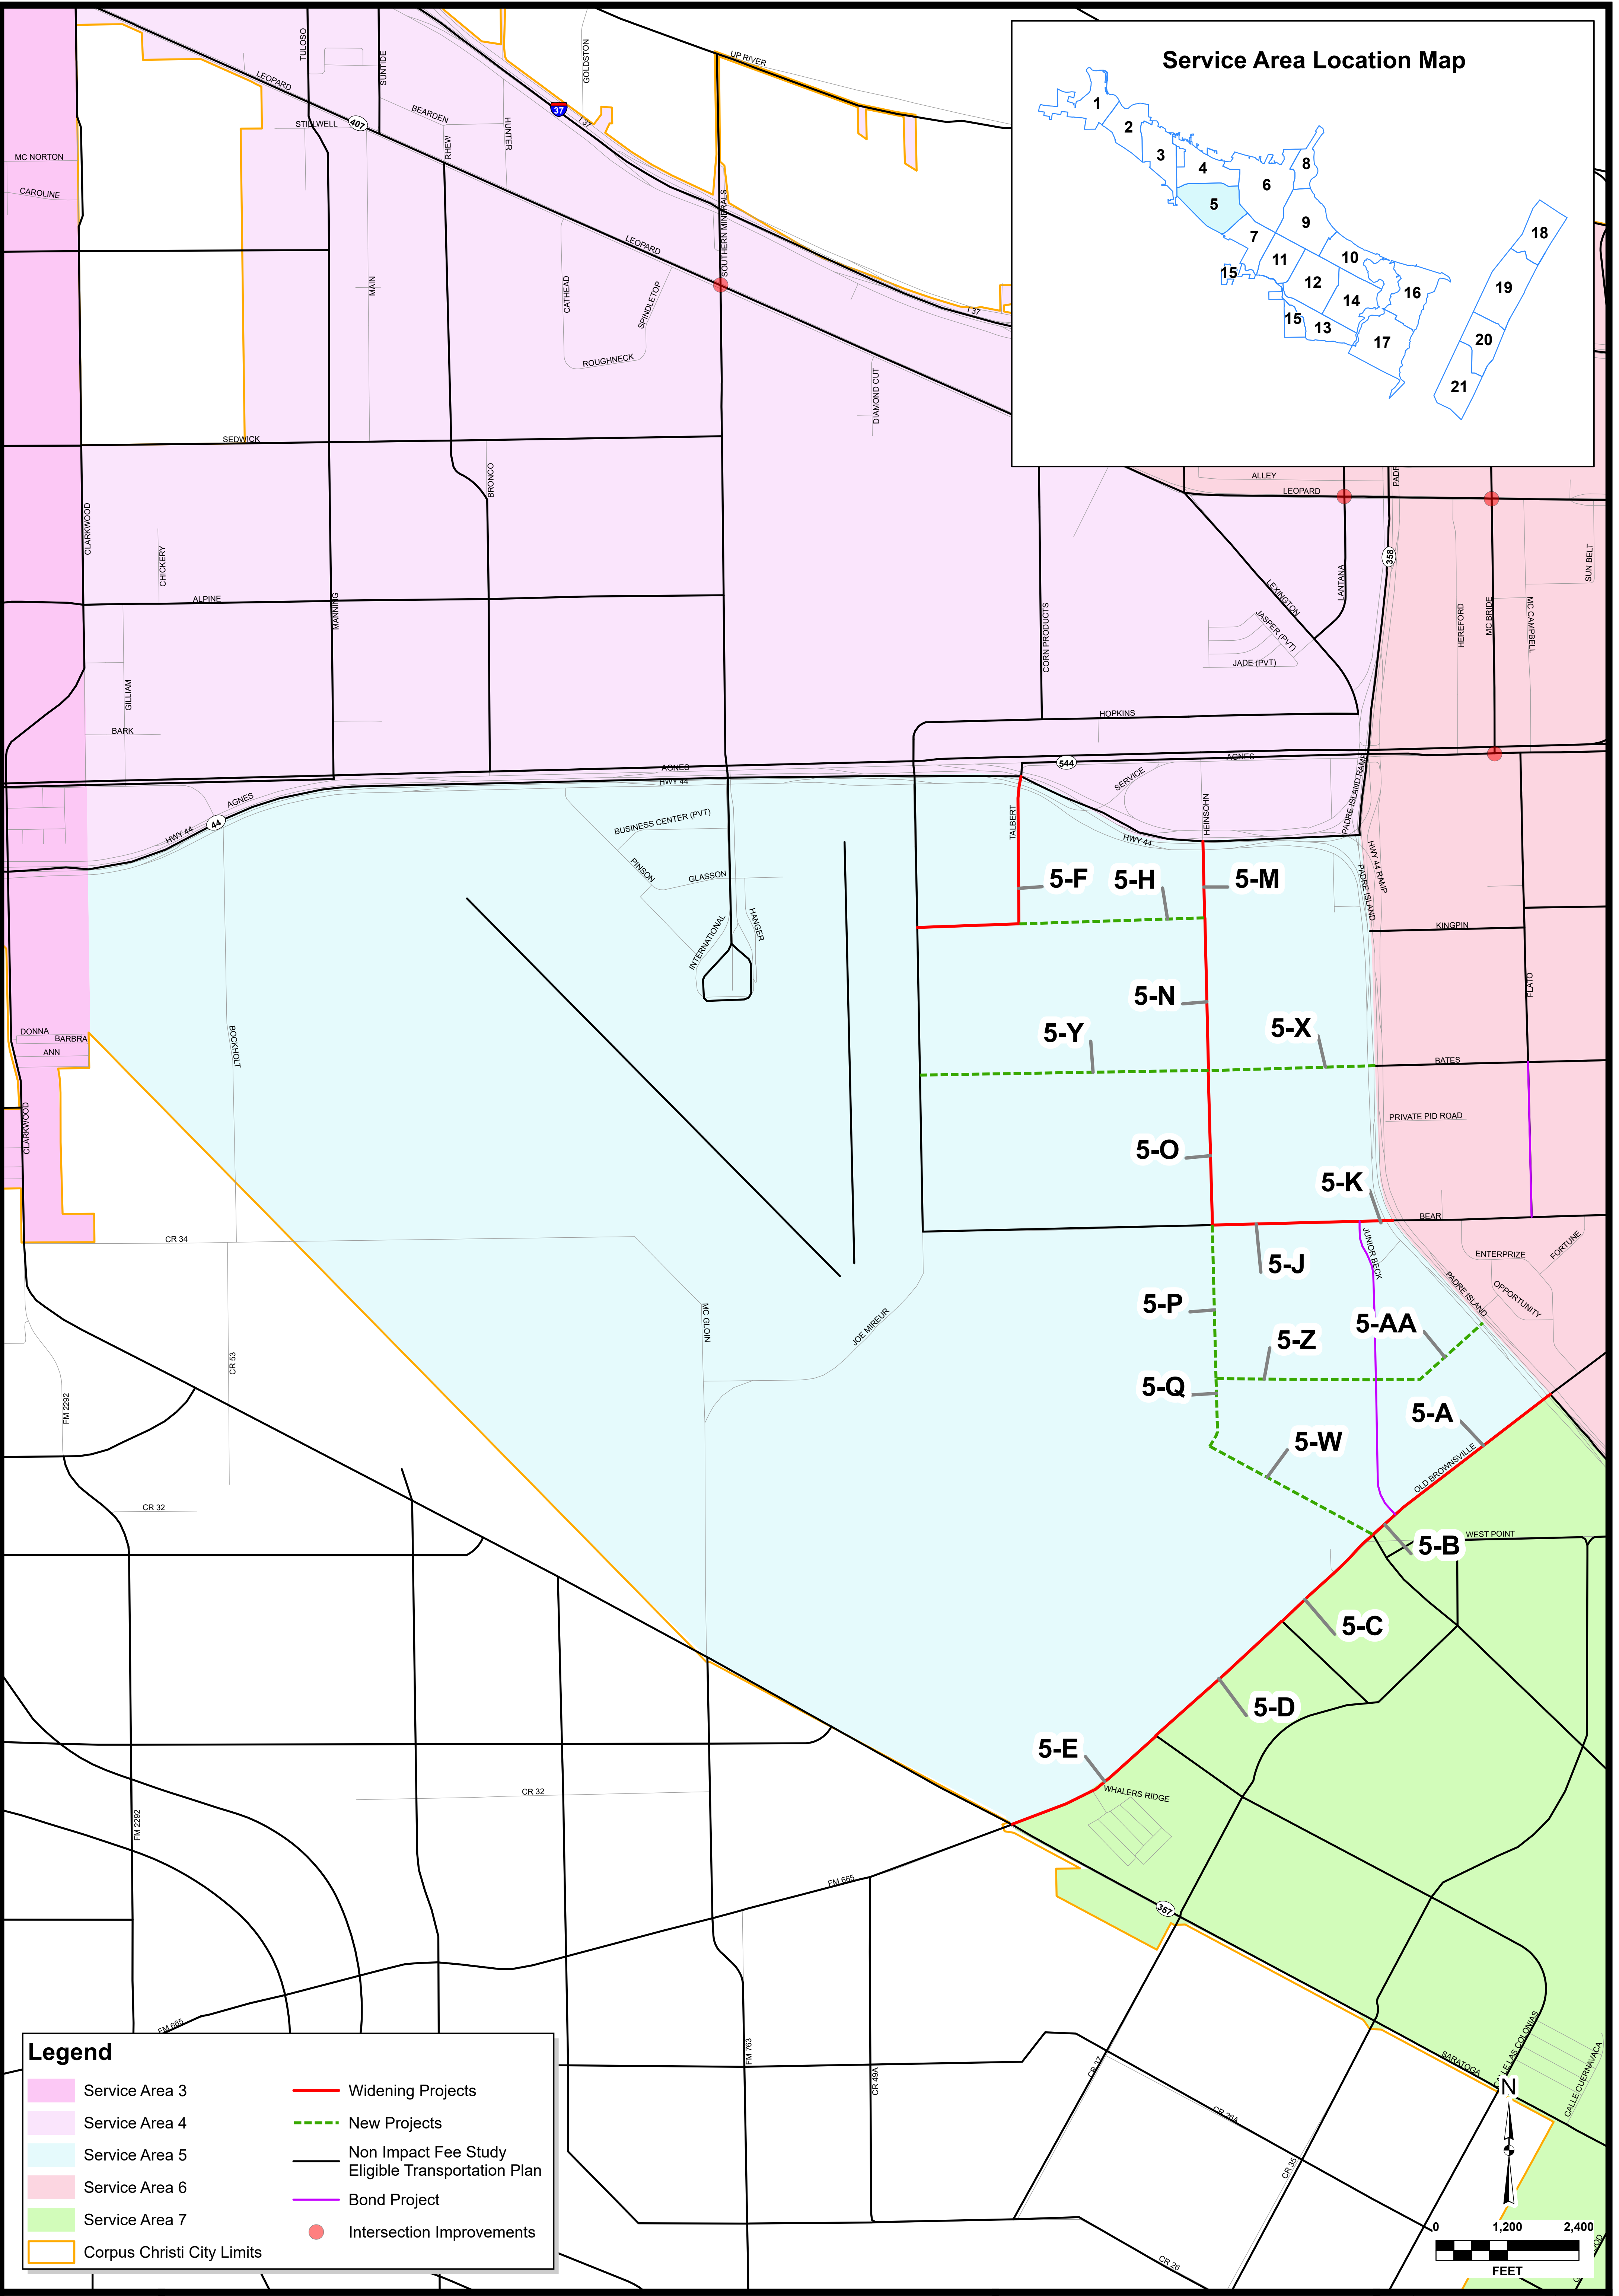 Service Area Location Map
1
2
3
4
5
6
7
8
9
10
11
12
13
14
15
15
16
17
18
19
20
21
TULOSO
SUNTIDE
GOLDSTON
UP RIVER
LEOPARD
407
37
I 37
BEARDEN
STILLWELL
RHEW
HUNTER
MC NORTON
CAROLINE
SOUTHERN MINERALS
LEOPARD
MAIN
CATHEAD
SPINDLETOP
I 37
ROUGHNECK
DIAMOND CUT
SEDWICK
BRONCO
ALLEY
LEOPARD
PADR
CLARKWOOD
CHICKERY
358
SUN BELT
ALPINE
MANNING
CORN PRODUCTS
LEXINGTON
LANTANA
HEREFORD
MC BRIDE
MC CAMPBELL
JASPER (PVT)
JADE (PVT)
GILLIAM
BARK
HOPKINS
AGNES
544
AGNES
HWY 44
SERVICE
PADRE ISLAND RAMP
AGNES
HWY 44
44
BUSINESS CENTER (PVT)
TALBERT
HEINSOHN
HWY 44
PINSON
GLASSON
5-F
5-H
5-M
PADRE ISLAND
HWY 44 RAMP
INTERNATIONAL
HANGER
KINGPIN
FLATO
5-N
DONNA
BARBRA
ANN
BOCKHOLT
5-Y
5-X
BATES
CLARKWOOD
PRIVATE PID ROAD
5-O
5-K
BEAR
CR 34
JUNIOR BECK
ENTERPRIZE
FORTUNE
5-J
PADRE ISLAND
OPPORTUNITY
5-P
MC GLOIN
JOE MIREUR
5-AA
5-Z
CR 53
5-Q
FM 2292
5-A
5-W
OLD BROWNSVILLE
CR 32
WEST POINT
5-B
5-C
5-D
5-E
WHALERS RIDGE
CR 32
FM 2292
FM 665
357
FM 665
FM 763
CR 49A
CR 37
CR 26A
CR 35
CR 26
SARATOGA
LE LAS COLONIAS
CALLE CUERNAVACA
N
0
1,200
2,400
FEET
Legend
Service Area 3
Service Area 4
Service Area 5
Service Area 6
Service Area 7
Corpus Christi City Limits
Widening Projects
New Projects
Non Impact Fee Study
Eligible Transportation Plan
Bond Project
Intersection Improvements